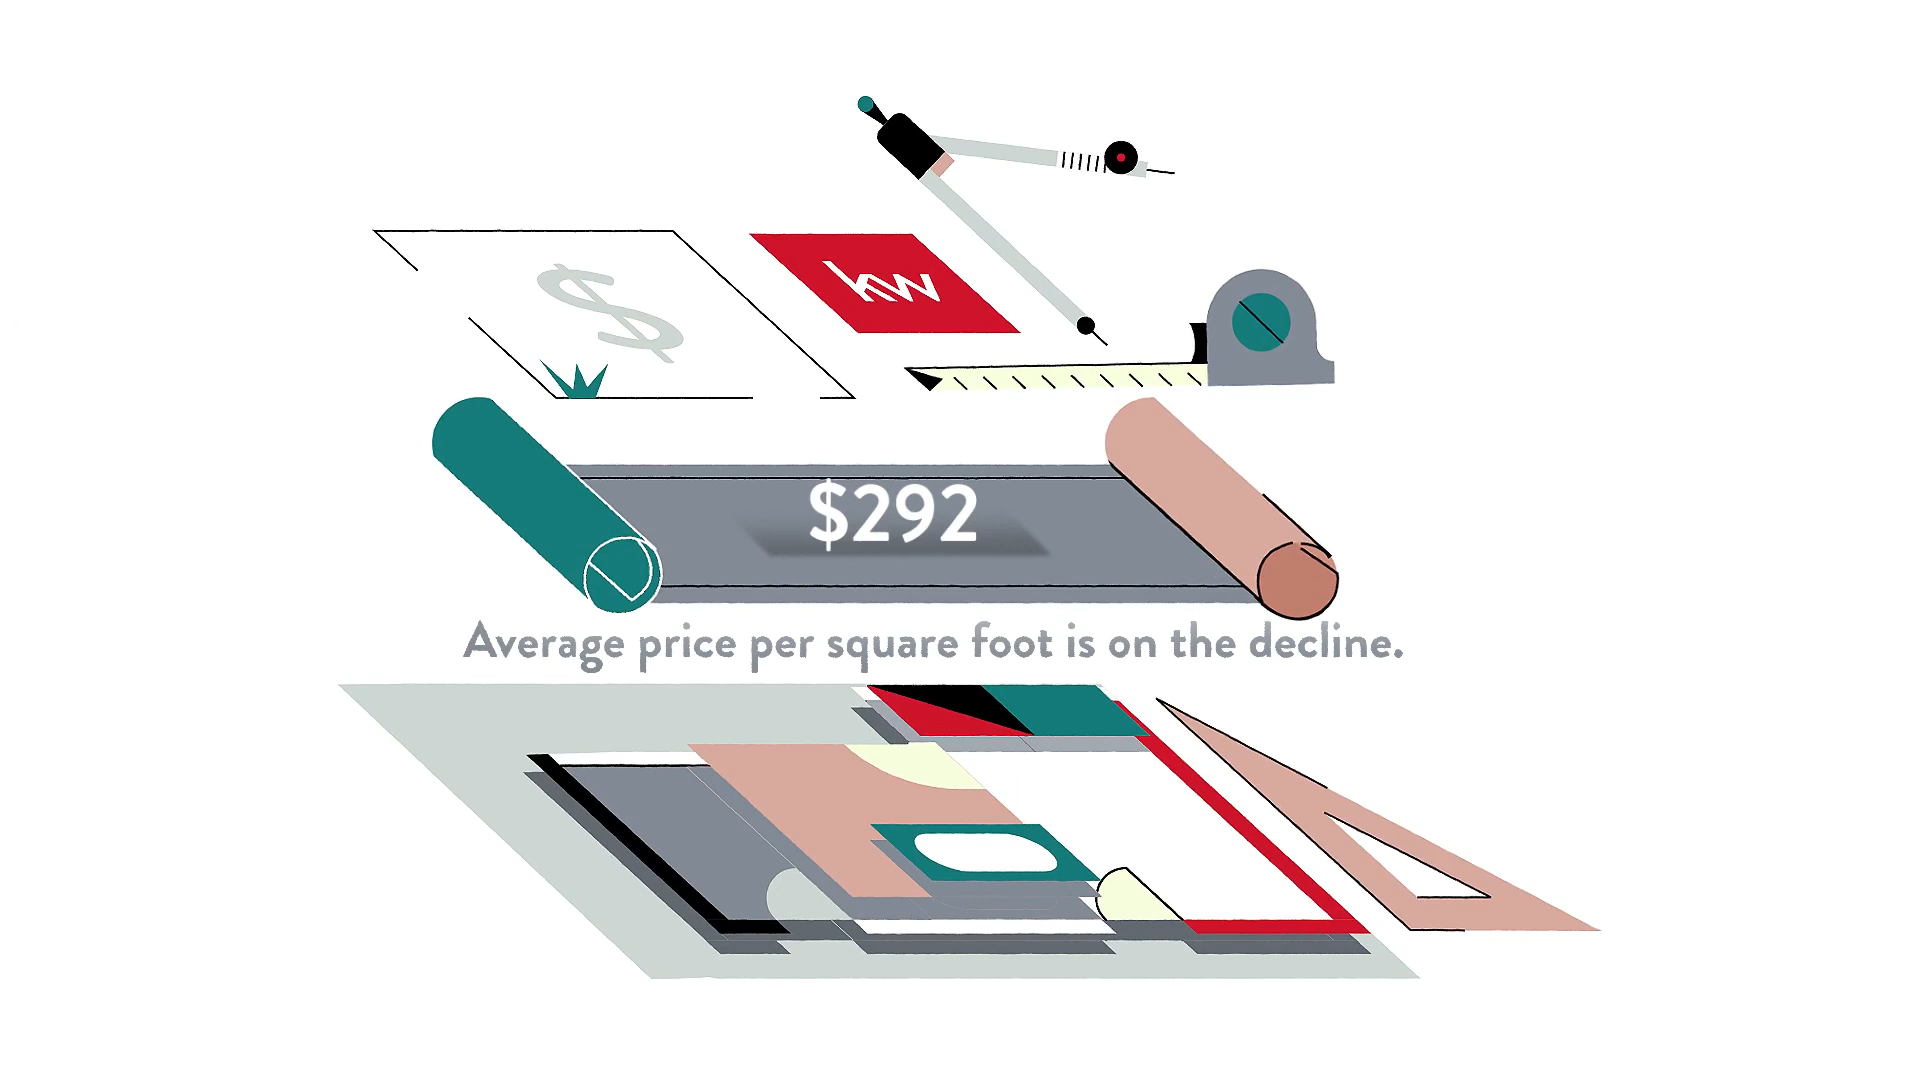 $
kw
$292
Average price per square foot is on the decline.